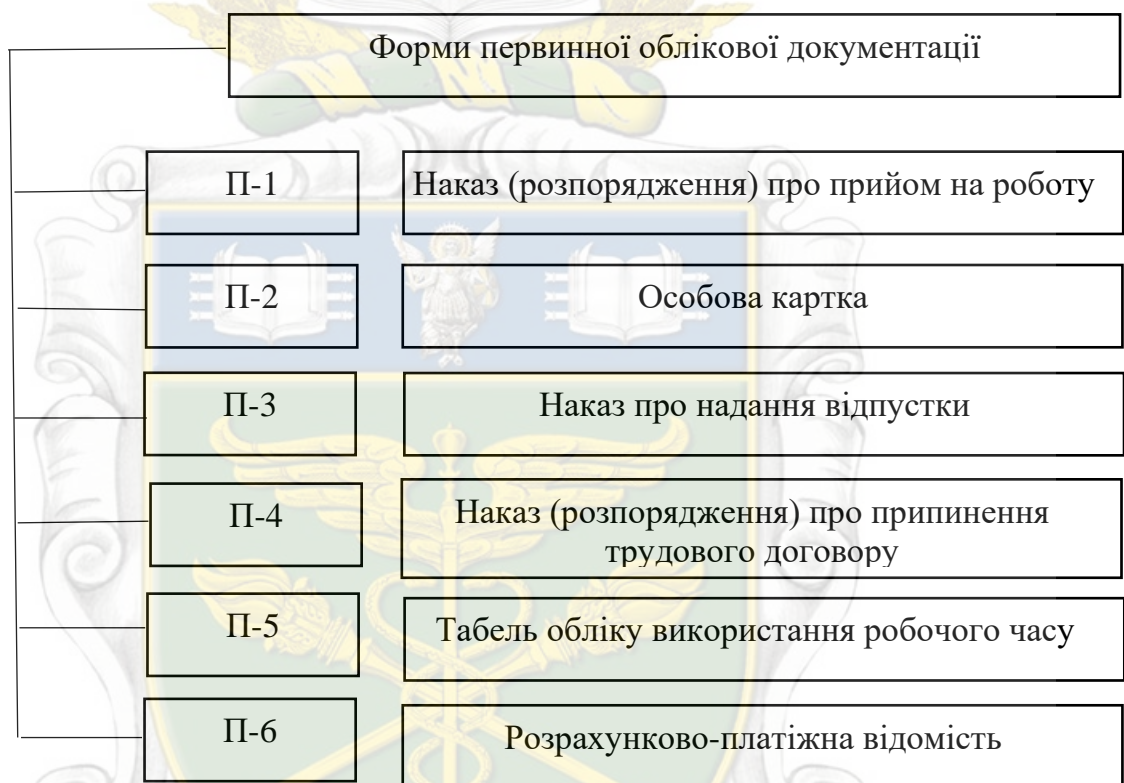 Форми первинної облікової документації
П-1 Наказ (розпорядження) про прийом на роботу
П-2 Особова картка
П-3 Наказ про надання відпустки
П-4 Наказ (розпорядження) про припинення
трудового договору
П-5 Табель обліку використання робочого часу
П-6 Розрахунково-платіжна відомість